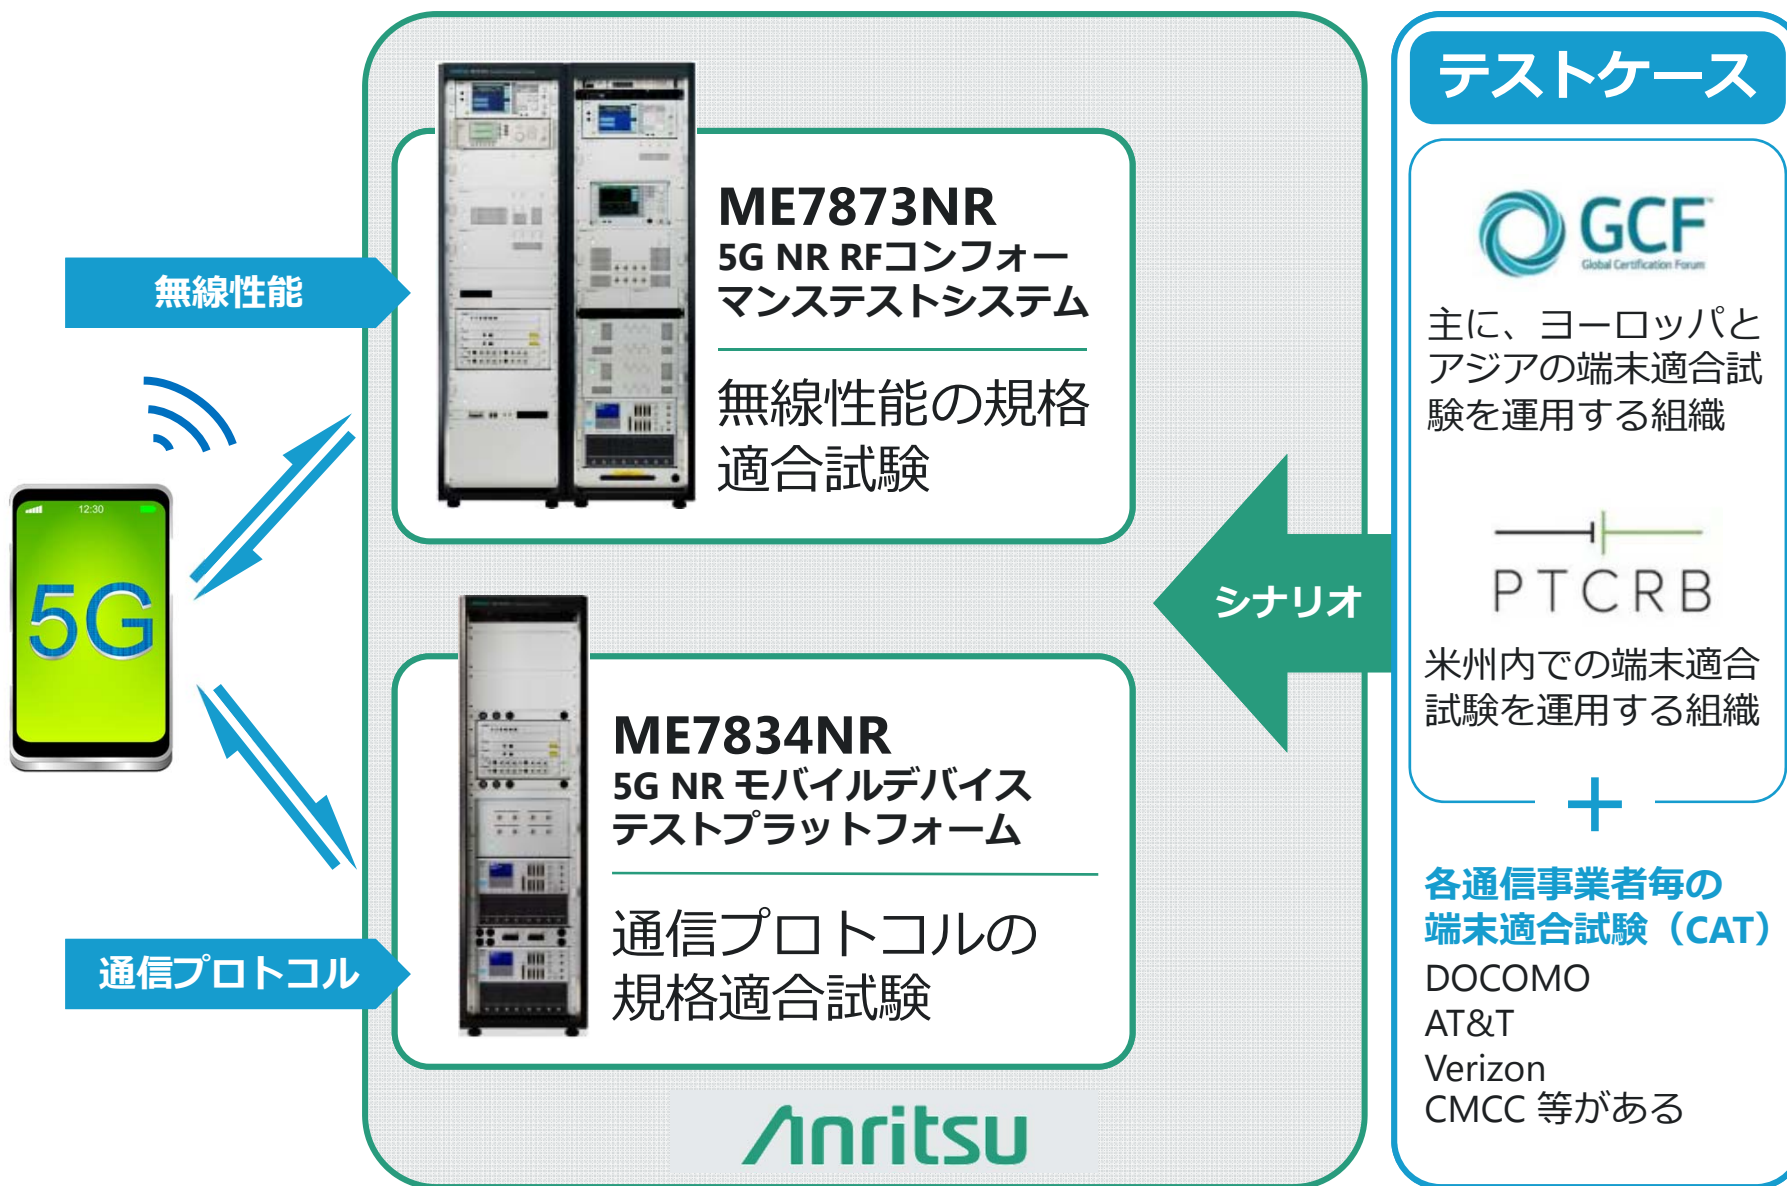 テストケース
GCF
Global Certification Forum
主に、ヨーロッパと
アジアの端末適合試
験を運用する組織
PTCRB
米州内での端末適合
試験を運用する組織
+
各通信事業者毎の
端末適合試験（CAT）
DOCOMO
AT&T
Verizon
CMCC 等がある
シナリオ
ME7873NR
5G NR RFコンフォー
マンステストシステム
無線性能の規格
適合試験
ME7834NR
5G NR モバイルデバイス
テストプラットフォーム
通信プロトコルの
規格適合試験
Anritsu
無線性能
12:30
5G
通信プロトコル